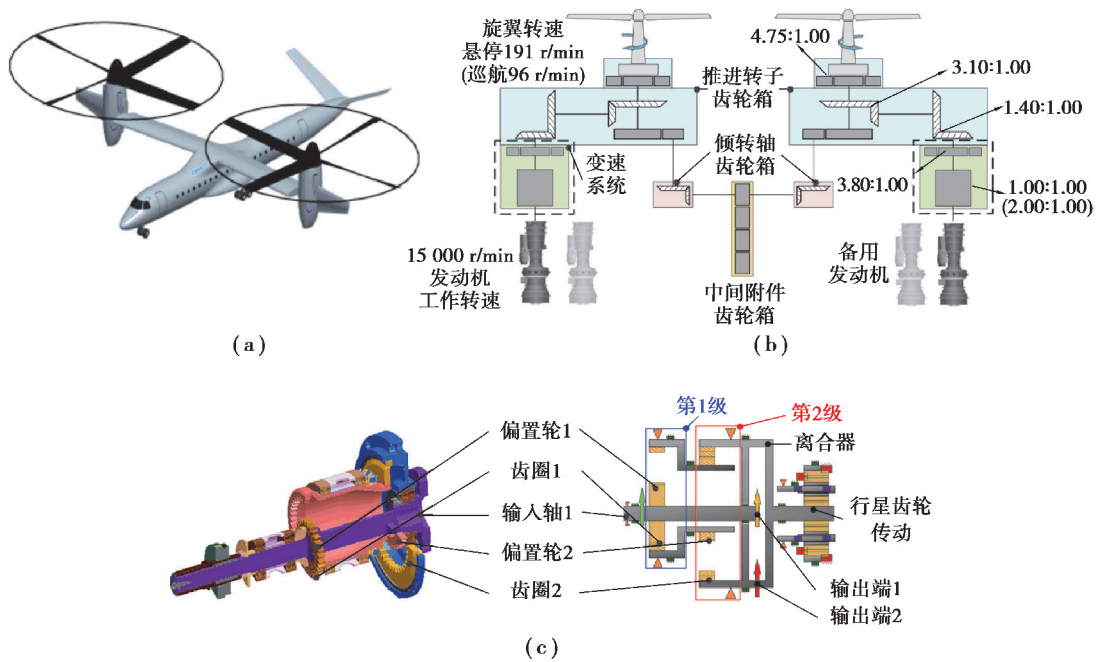 旋翼转速
悬停191 r/min
(巡航96 r/min)
4.75∶1.00
推进转子
齿轮箱
3.10∶1.00
1.40∶1.00
变速
系统
倾转轴
齿轮箱
3.80∶1.00
1.00∶1.00
(2.00∶1.00)
15 000 r/min
发动机
工作转速
中间附件
齿轮箱
备用
发动机
(a)
(b)
偏置轮1
齿圈1
输入轴1
偏置轮2
齿圈2
第1级
第2级
离合器
行星齿轮
传动
输出端1
输出端2
(c)